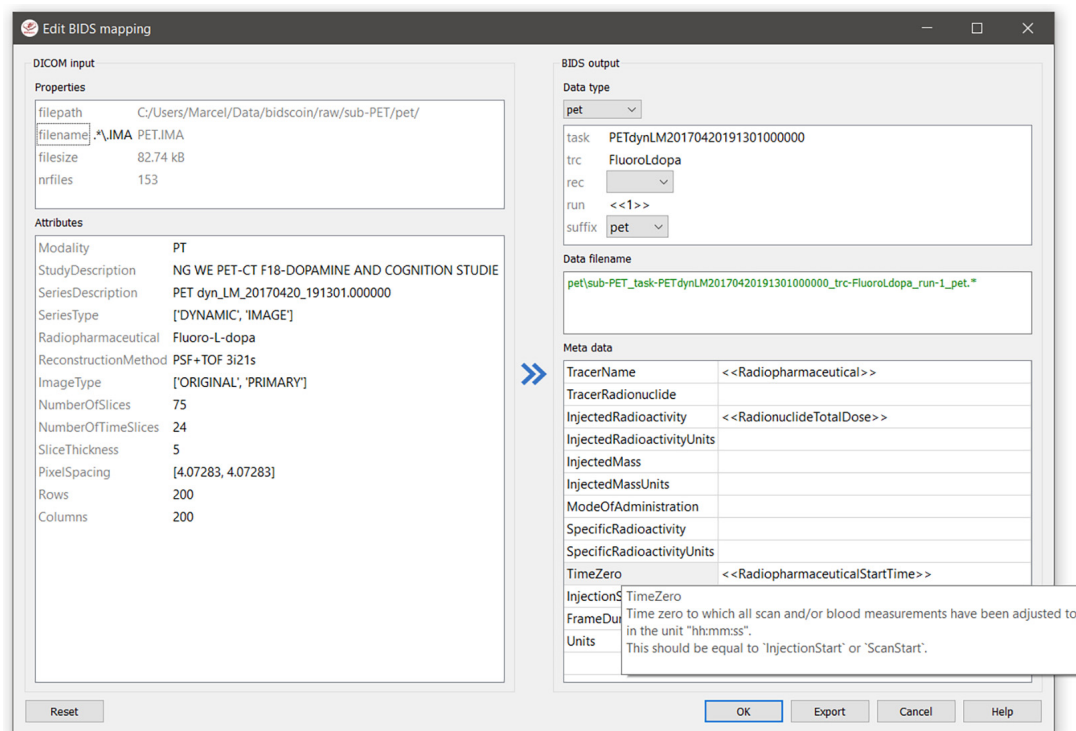 Edit BIDS mapping
DICOM input
Properties
filepath C:/Users/Marcel/Data/bidscoin/raw/sub-PET/pet/
filename .*\.IMA PET.IMA
filesize 82.74 kB
nrfiles 153
Attributes
Modality PT
StudyDescription NG WE PET-CT F18-DOPAMINE AND COGNITION STUDIE
SeriesDescription PET dyn_LM_20170420_191301.000000
SeriesType ['DYNAMIC', 'IMAGE']
Radiopharmaceutical Fluoro-L-dopa
ReconstructionMethod PSF+TOF 3i21s
ImageType ['ORIGINAL', 'PRIMARY']
NumberOfSlices 75
NumberOfTimeSlices 24
SliceThickness 5
PixelSpacing [4.07283, 4.07283]
Rows 200
Columns 200
Reset
BIDS output
Data type
pet
task PETdynLM20170420191301000000
trc FluoroLdopa
rec
run <<1>>
suffix pet
Data filename
pet\sub-PET_task-PETdynLM20170420191301000000_trc-FluoroLdopa_run-1_pet.*
Meta data
TracerName <<Radiopharmaceutical>>
TracerRadionuclide
InjectedRadioactivity <<RadionuclideTotalDose>>
InjectedRadioactivityUnits
InjectedMass
InjectedMassUnits
ModeOfAdministration
SpecificRadioactivity
SpecificRadioactivityUnits
TimeZero <<RadiopharmaceuticalStartTime>>
InjectionS
FrameDu
Units
TimeZero
Time zero to which all scan and/or blood measurements have been adjusted to
in the unit "hh:mm:ss".
This should be equal to `InjectionStart` or `ScanStart`.
OK Export Cancel Help